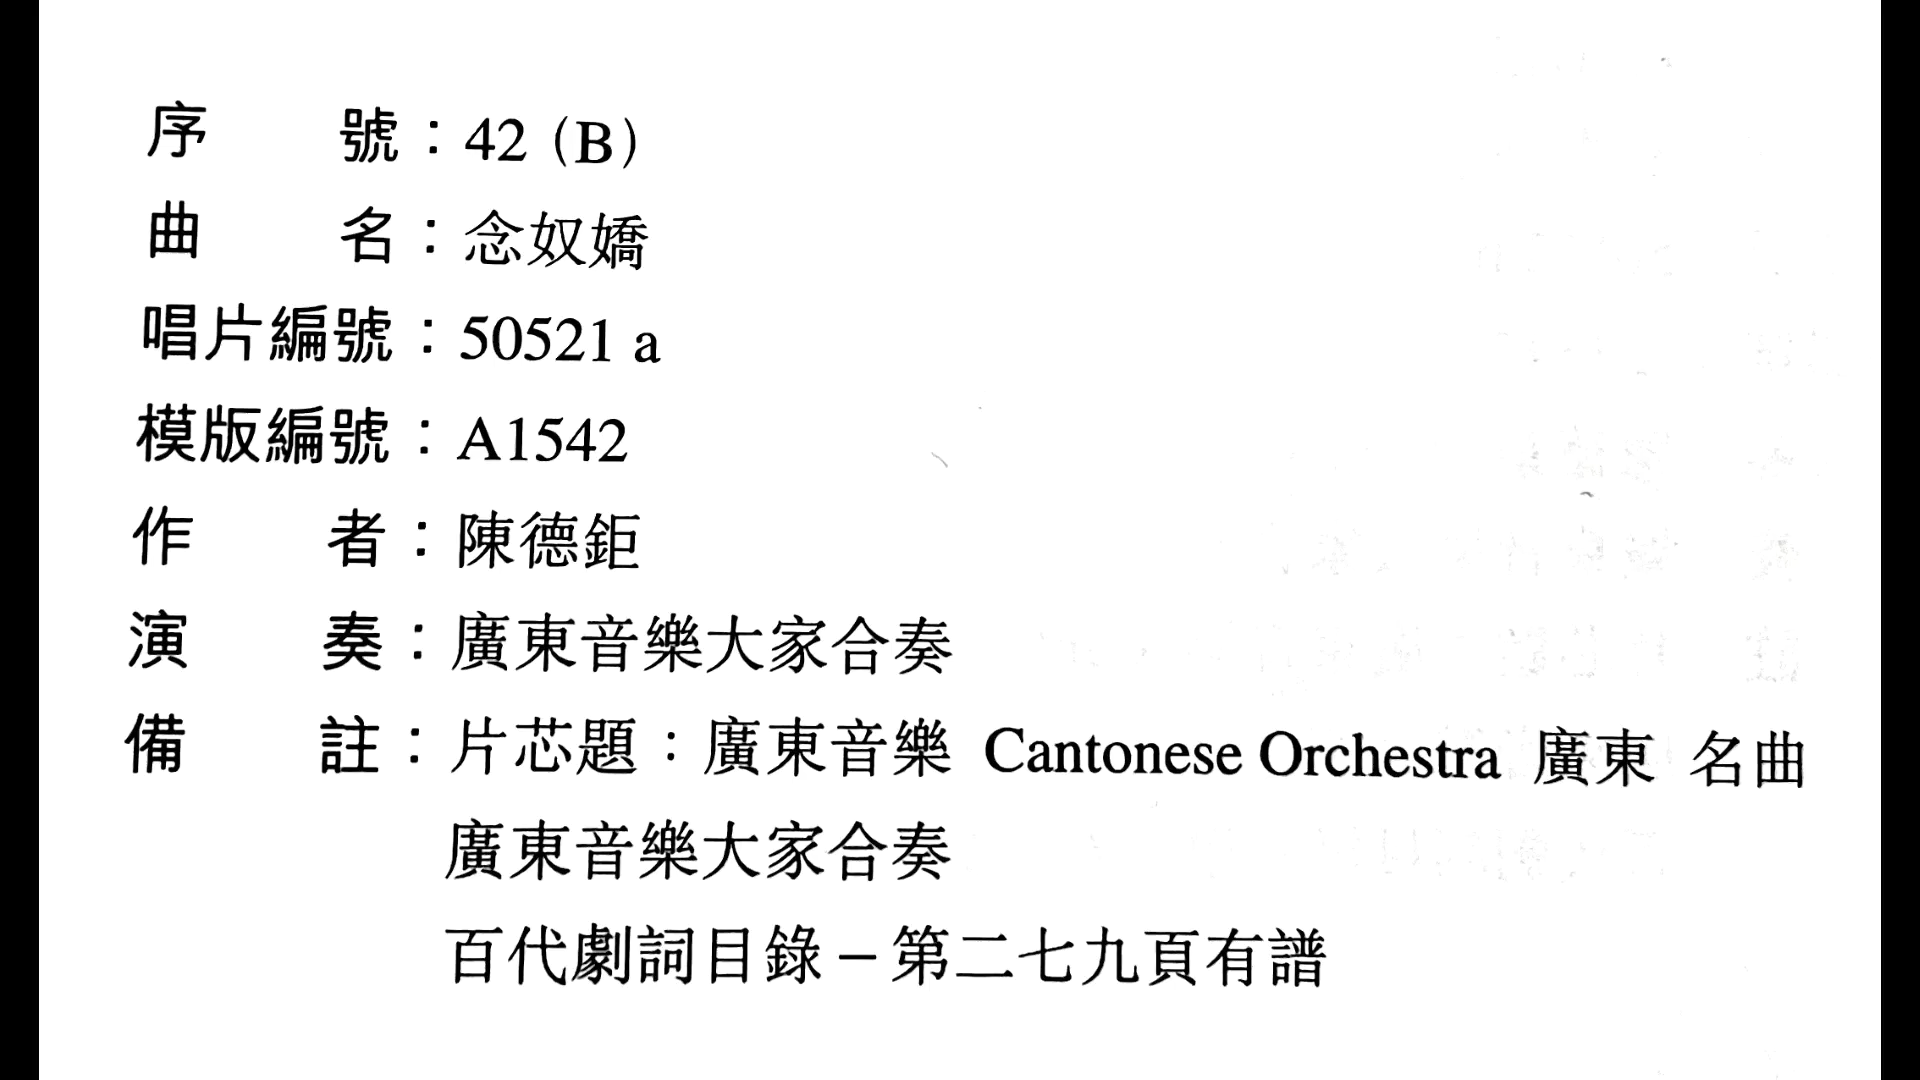 序　　號：42（B）
曲　　名：念奴嬌
唱片編號：50521 a
模版編號：A1542
作　　者：陳德鉅
演　　奏：廣東音樂大家合奏
備　　註：片芯題：廣東音樂 Cantonese Orchestra 廣東 名曲
廣東音樂大家合奏
百代劇詞目錄－第二七九頁有譜